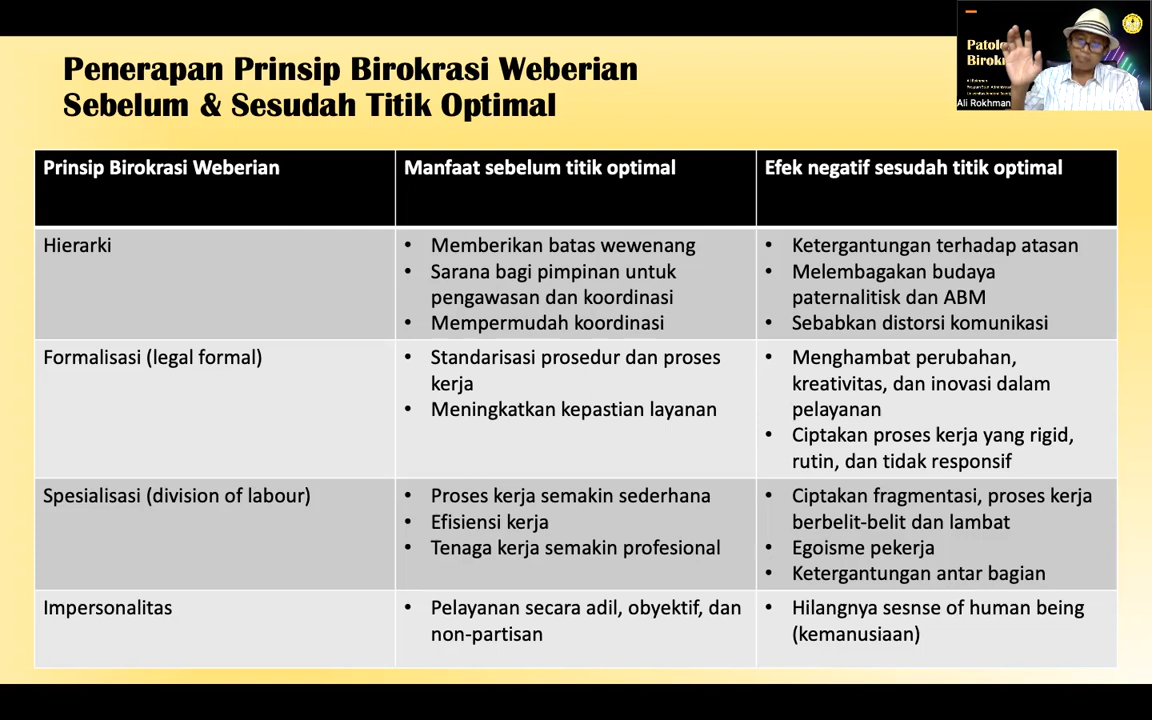 Penerapan Prinsip Birokrasi Weberian
Sebelum & Sesudah Titik Optimal
Ali Rokhman
Prinsip Birokrasi Weberian
Manfaat sebelum titik optimal
Efek negatif sesudah titik optimal
Hierarki
• Memberikan batas wewenang
• Sarana bagi pimpinan untuk
pengawasan dan koordinasi
• Mempermudah koordinasi
• Ketergantungan terhadap atasan
• Melembagakan budaya
paternalitisk dan ABM
• Sebabkan distorsi komunikasi
Formalisasi (legal formal)
• Standarisasi prosedur dan proses
kerja
• Meningkatkan kepastian layanan
• Menghambat perubahan,
kreativitas, dan inovasi dalam
pelayanan
• Ciptakan proses kerja yang rigid,
rutin, dan tidak responsif
Spesialisasi (division of labour)
• Proses kerja semakin sederhana
• Efisiensi kerja
• Tenaga kerja semakin profesional
• Ciptakan fragmentasi, proses kerja
berbelit-belit dan lambat
• Egoisme pekerja
• Ketergantungan antar bagian
Impersonalitas
• Pelayanan secara adil, obyektif, dan
non-partisan
• Hilangnya sesnse of human being
(kemanusiaan)